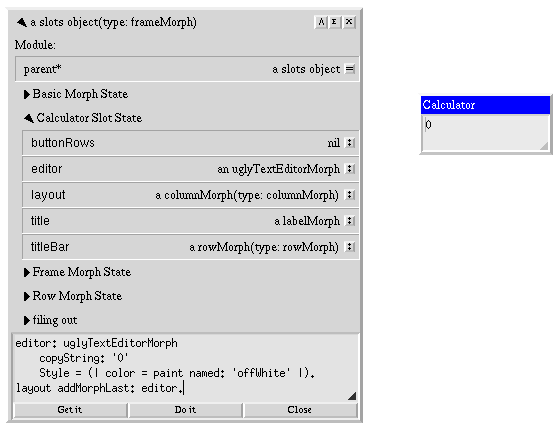 a slots object(type: frameMorph)
Λ E X
Module:
parent* a slots object =
Basic Morph State
Calculator Slot State
buttonRows nil
editor an uglyTextEditorMorph
layout a columnMorph(type: columnMorph)
title a labelMorph
titleBar a rowMorph(type: rowMorph)
Frame Morph State
Row Morph State
filing out
editor: uglyTextEditorMorph
copyString: '0'
Style = (| color = paint named: 'offWhite' |).
layout addMorphLast: editor.
Get it Do it Close
Calculator
0